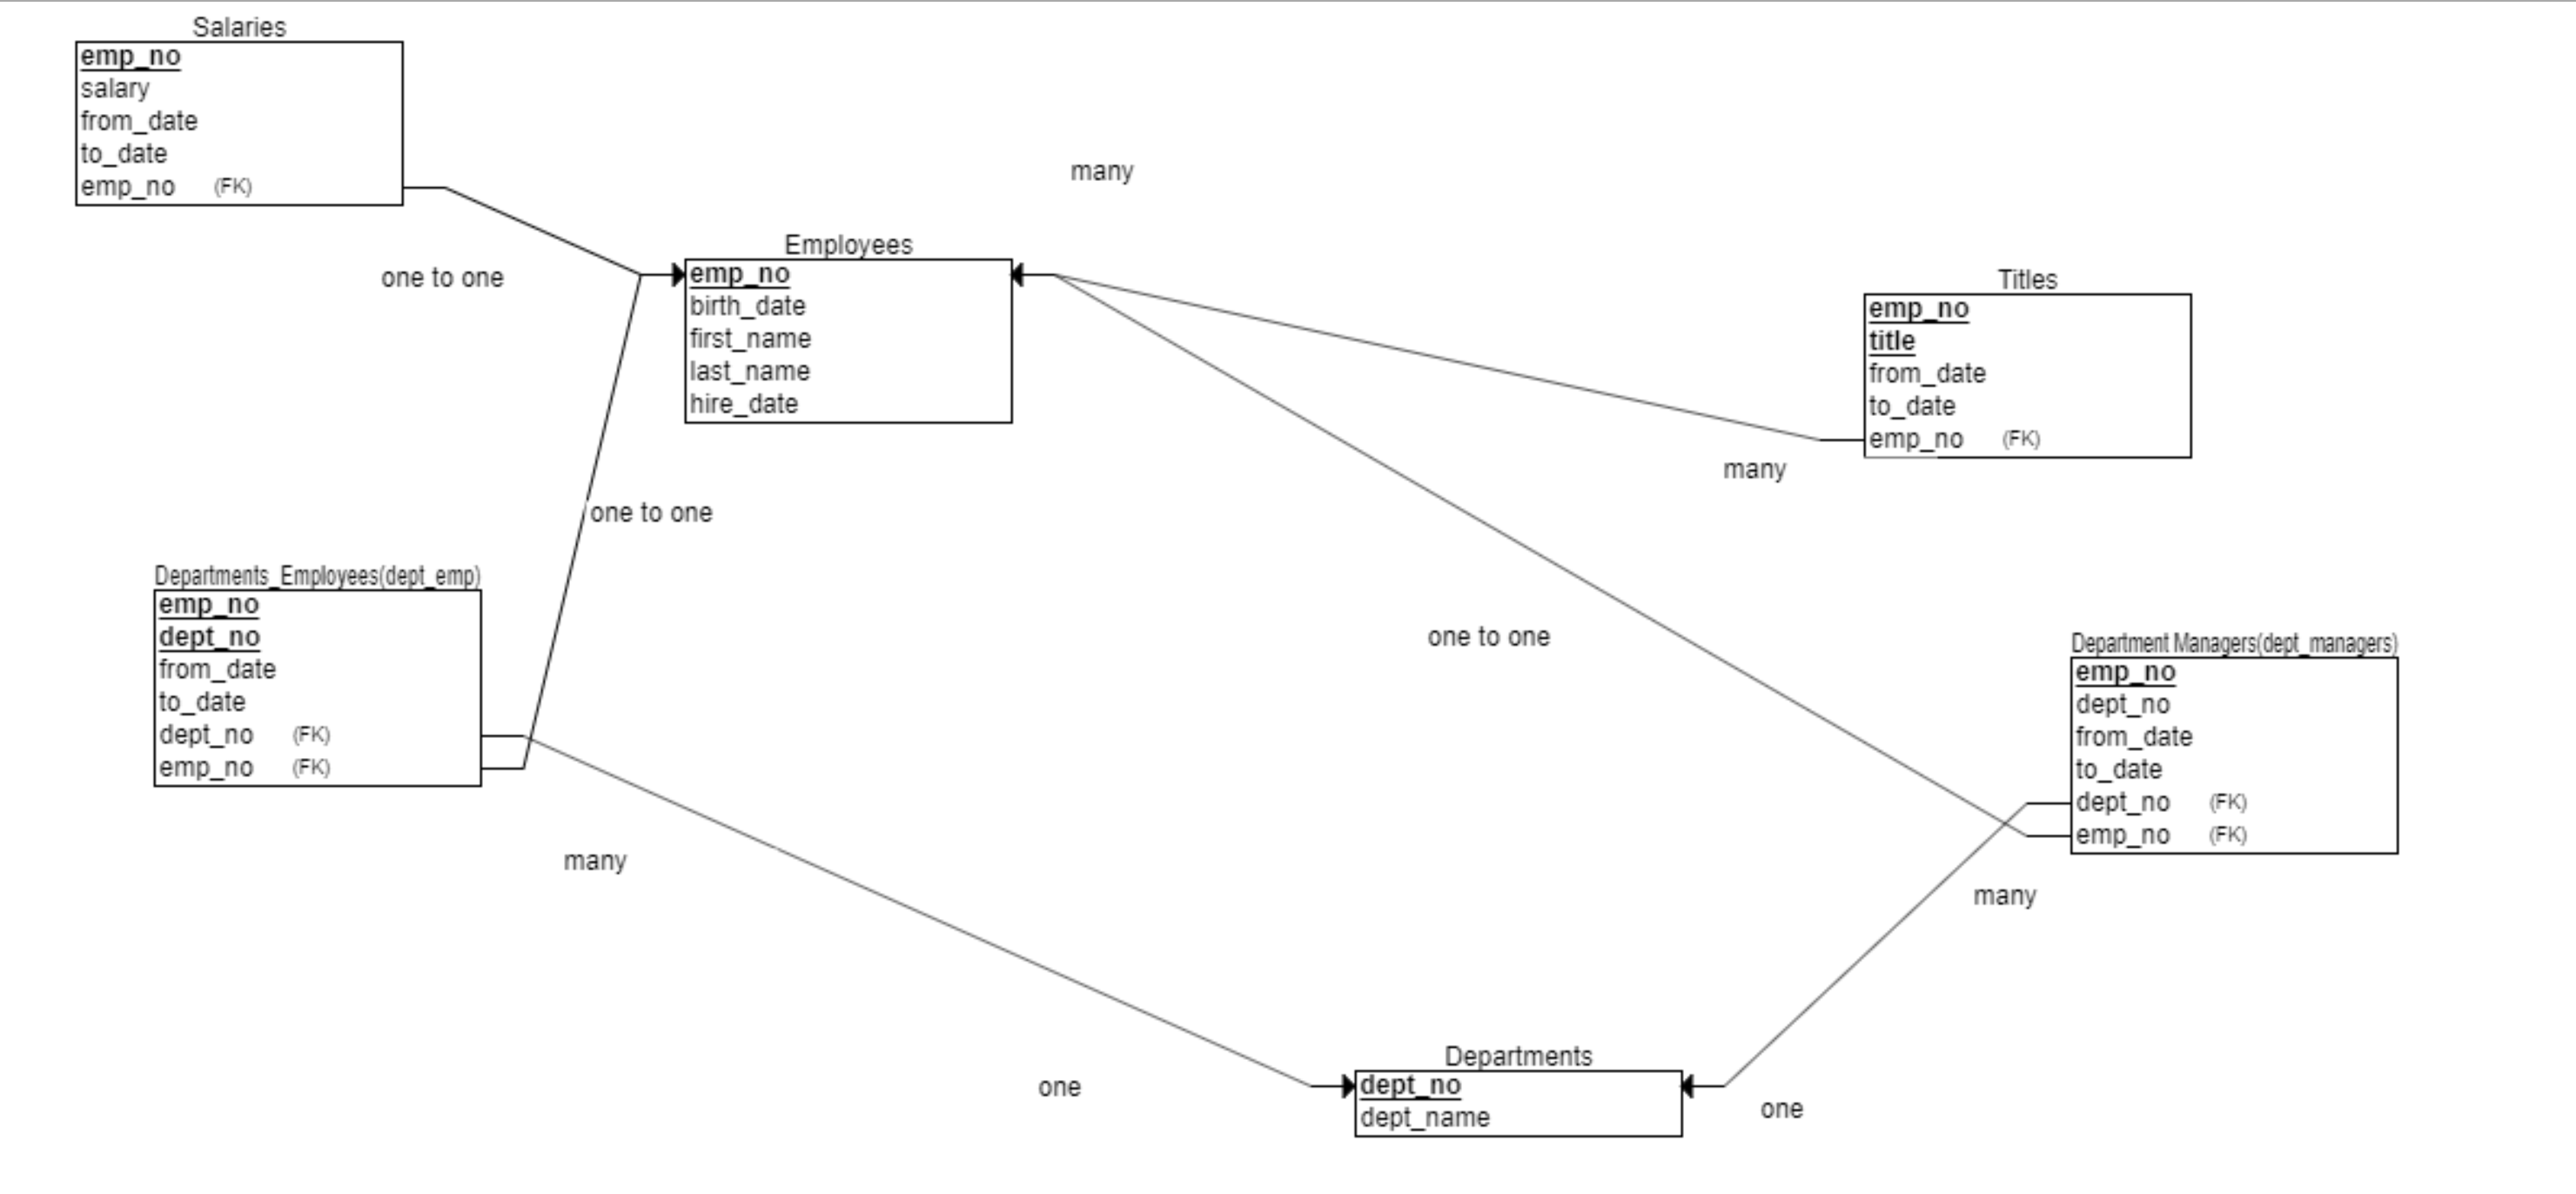 Salaries
emp_no
salary
from_date
to_date
emp_no (FK)
many
one to one
Employees
emp_no
birth_date
first_name
last_name
hire_date
Titles
emp_no
title
from_date
to_date
emp_no (FK)
many
one to one
Departments_Employees(dept_emp)
emp_no
dept_no
from_date
to_date
dept_no (FK)
emp_no (FK)
one to one
Department Managers(dept_managers)
emp_no
dept_no
from_date
to_date
dept_no (FK)
emp_no (FK)
many
many
Departments
dept_no
dept_name
one
one